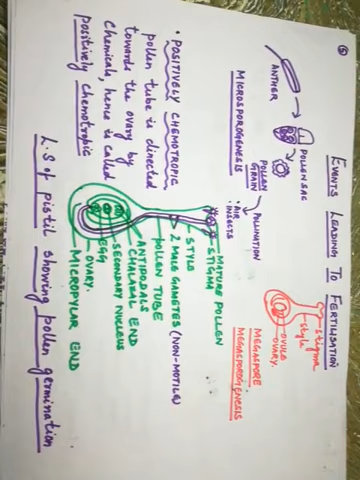 5
EVENTS LEADING TO FERTILISATION
ANTHER
POLLEN SAC
POLLEN
GRAIN
MICROSPOROGENESIS
POLLINATION
• AIR
• INSECTS
stigma
style
OVULE
OVARY.
MEGASPORE
MEGASPOROGENESIS
• POSITIVELY CHEMOTROPIC
pollen tube is directed
towards the ovary by
chemicals, hence is called
positively chemotropic
MATURE POLLEN
STIGMA
STYLE
2 MALE GAMETES (NON-MOTILE)
POLLEN TUBE
CHALAZAL END
ANTIPODALS
SECONDARY NUCLEUS
EGG
OVARY.
MICROPYLAR END
L.S of pistil showing pollen germination